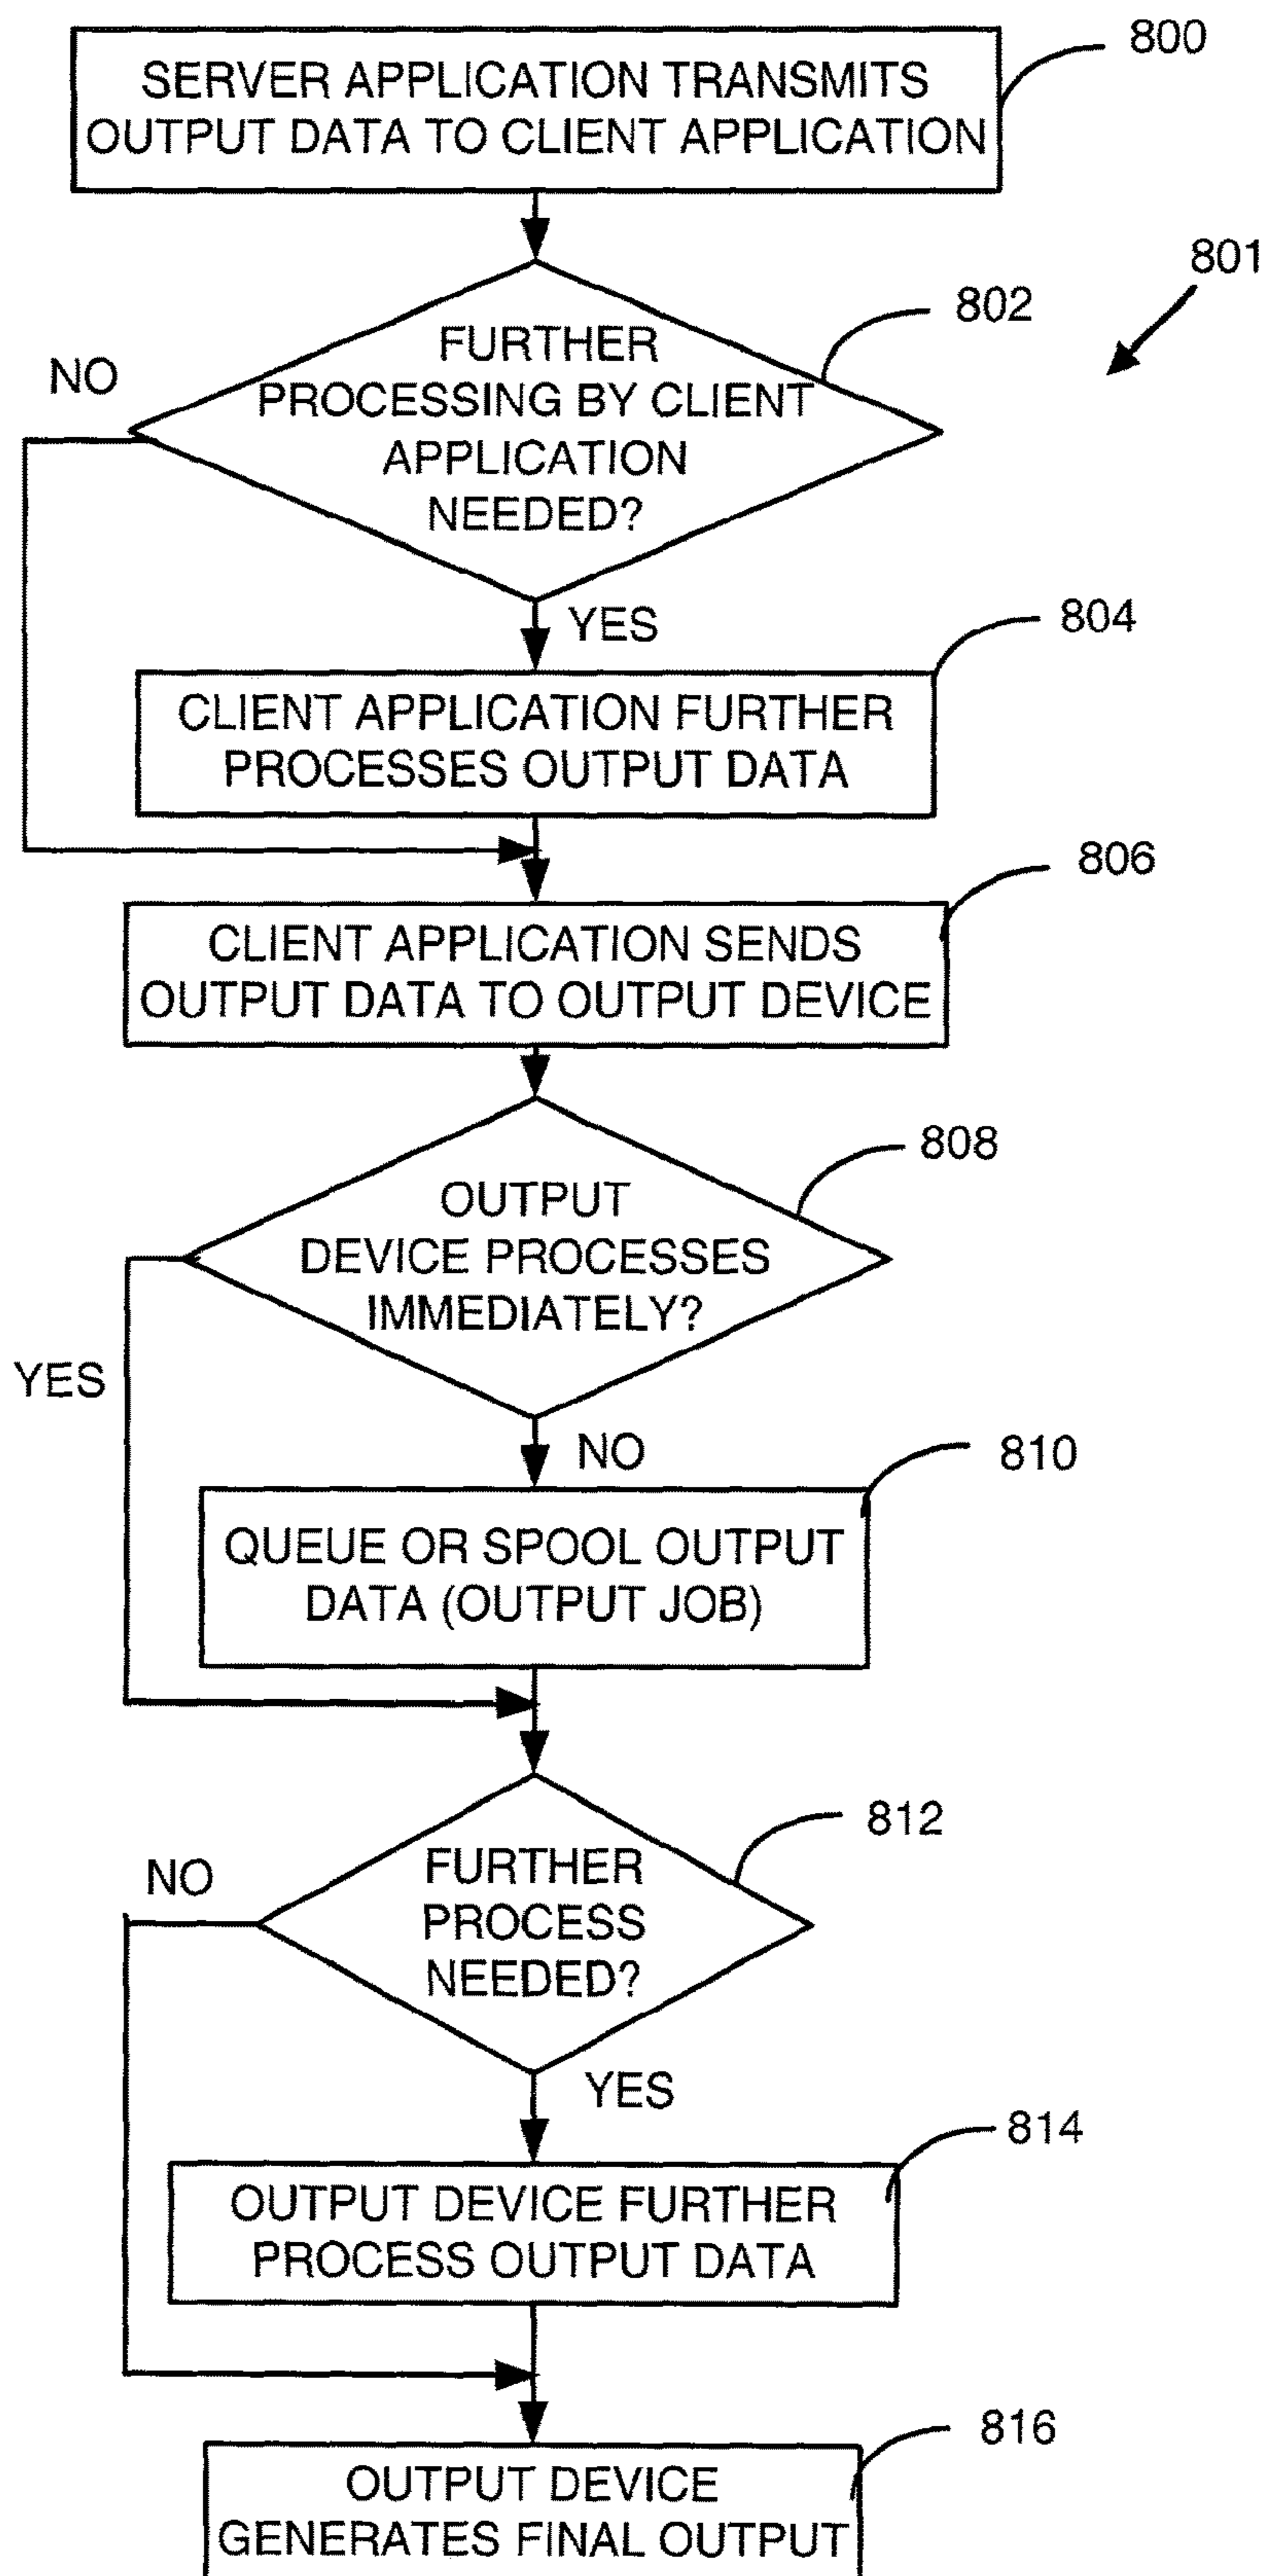 800
SERVER APPLICATION TRANSMITS
OUTPUT DATA TO CLIENT APPLICATION
801
802
FURTHER
PROCESSING BY CLIENT
APPLICATION
NEEDED?
NO
YES
804
CLIENT APPLICATION FURTHER
PROCESSES OUTPUT DATA
806
CLIENT APPLICATION SENDS
OUTPUT DATA TO OUTPUT DEVICE
808
OUTPUT
DEVICE PROCESSES
IMMEDIATELY?
YES
NO
810
QUEUE OR SPOOL OUTPUT
DATA (OUTPUT JOB)
812
FURTHER
PROCESS
NEEDED?
NO
YES
814
OUTPUT DEVICE FURTHER
PROCESS OUTPUT DATA
816
OUTPUT DEVICE
GENERATES FINAL OUTPUT